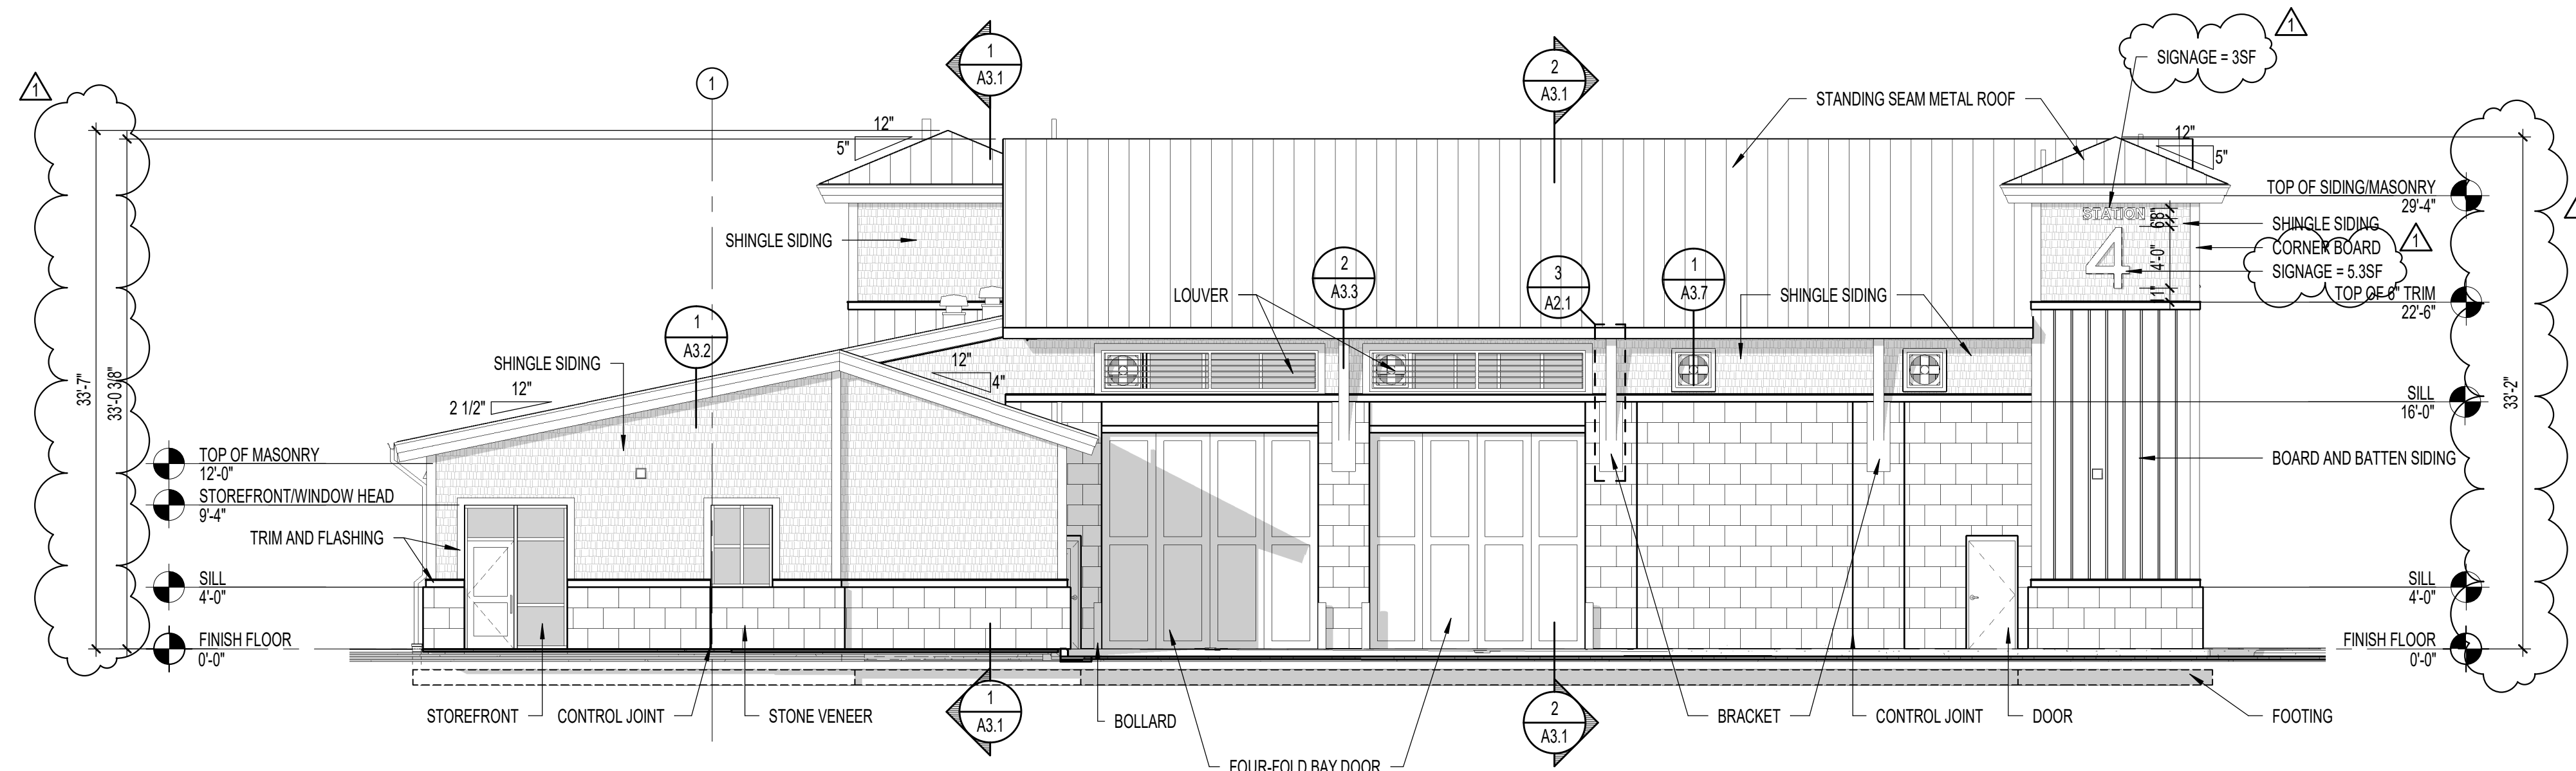 1
SIGNAGE = 3SF
1
A3.1
2
A3.1
1
1
STANDING SEAM METAL ROOF
12"
5"
12"
5"
TOP OF SIDING/MASONRY
29'-4"
STATION
6"
8"
SHINGLE SIDING
CORNER BOARD
1
4
4'-0"
SIGNAGE = 5.3SF
11"
TOP OF 6" TRIM
22'-6"
SHINGLE SIDING
LOUVER
2
A3.3
3
A2.1
1
A3.7
SHINGLE SIDING
1
A3.2
SHINGLE SIDING
12"
2 1/2"
12"
4"
33'-7"
33'-0 3/8"
33'-2"
SILL
16'-0"
TOP OF MASONRY
12'-0"
BOARD AND BATTEN SIDING
STOREFRONT/WINDOW HEAD
9'-4"
TRIM AND FLASHING
SILL
4'-0"
SILL
4'-0"
FINISH FLOOR
0'-0"
FINISH FLOOR
0'-0"
STOREFRONT
CONTROL JOINT
STONE VENEER
1
A3.1
BOLLARD
2
A3.1
BRACKET
CONTROL JOINT
DOOR
FOOTING
FOUR-FOLD BAY DOOR